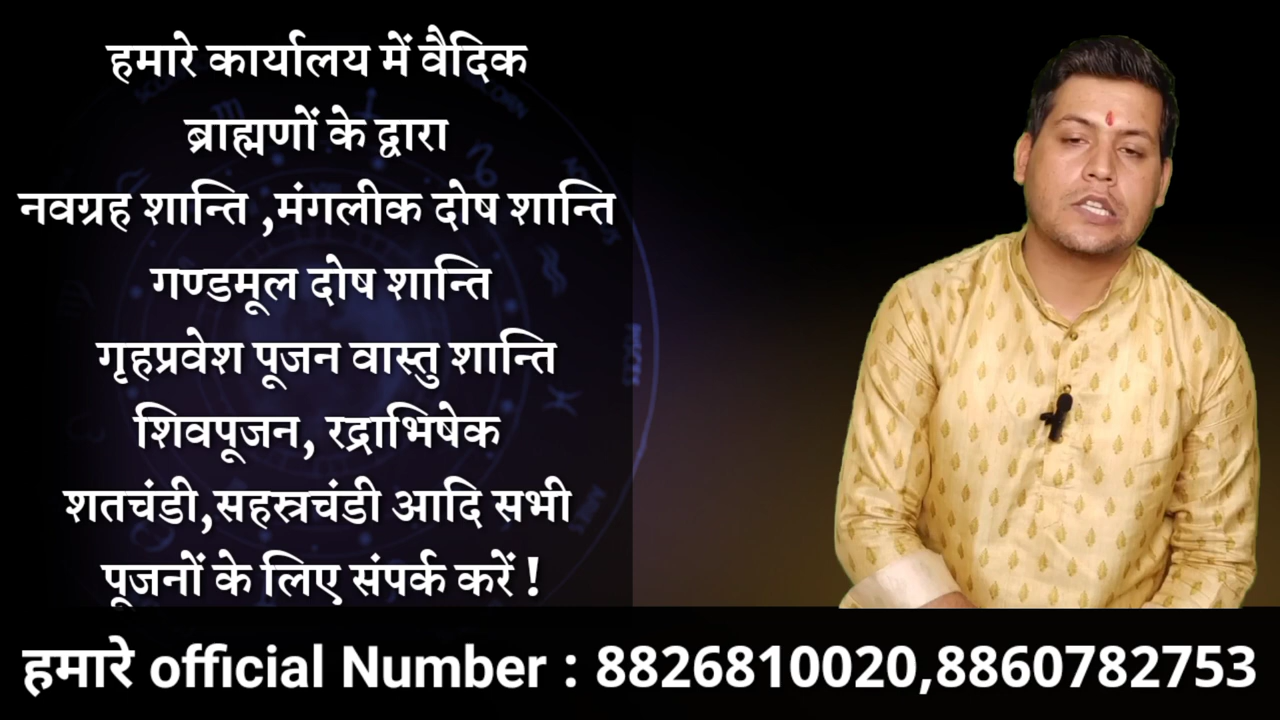 हमारे कार्यालय में वैदिक
ब्राह्मणों के द्वारा
नवग्रह शान्ति ,मंगलीक दोष शान्ति
गण्डमूल दोष शान्ति
गृहप्रवेश पूजन वास्तु शान्ति
शिवपूजन, रद्राभिषेक
शतचंडी,सहस्त्रचंडी आदि सभी
पूजनों के लिए संपर्क करें !
हमारे official Number : 8826810020,8860782753